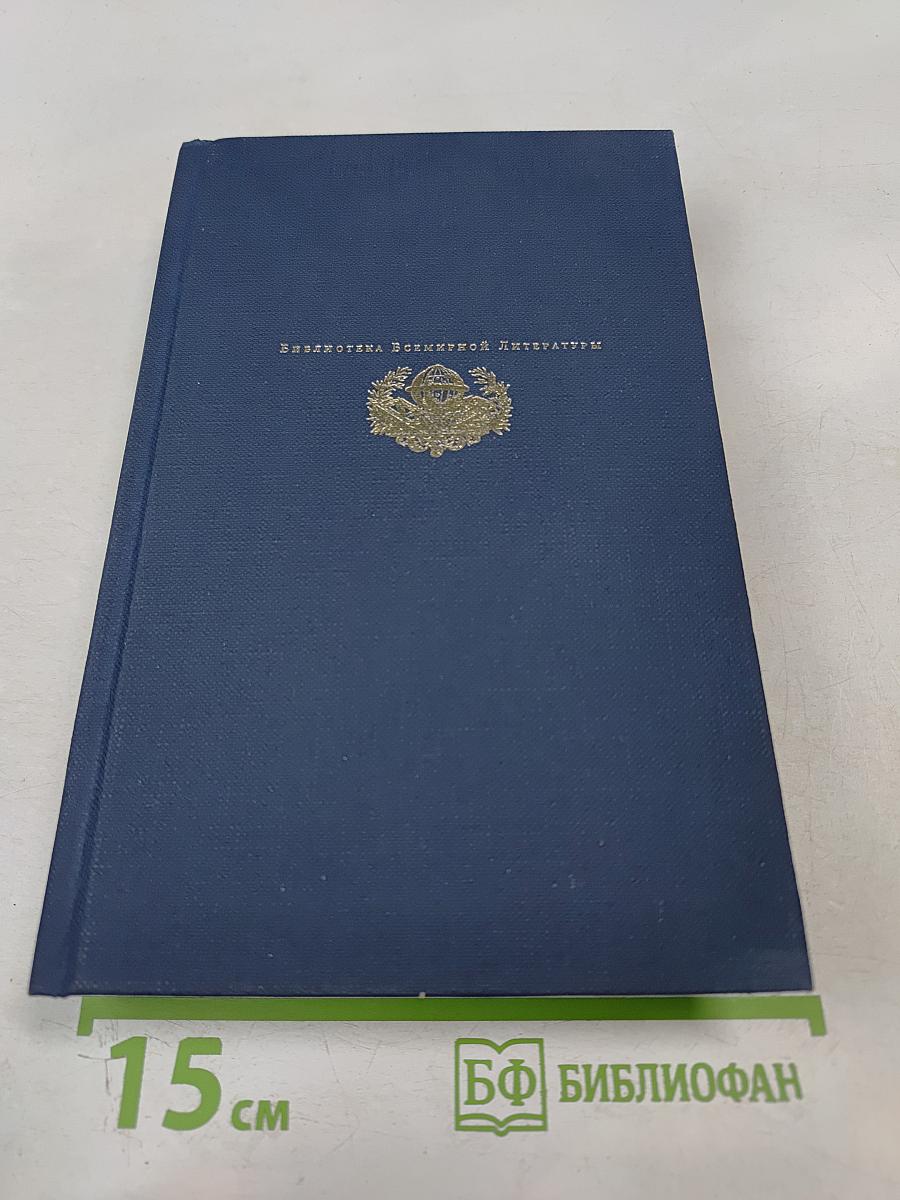 Библиотека Всемирной Литературы
15 см
БФ БИБЛИОФАН